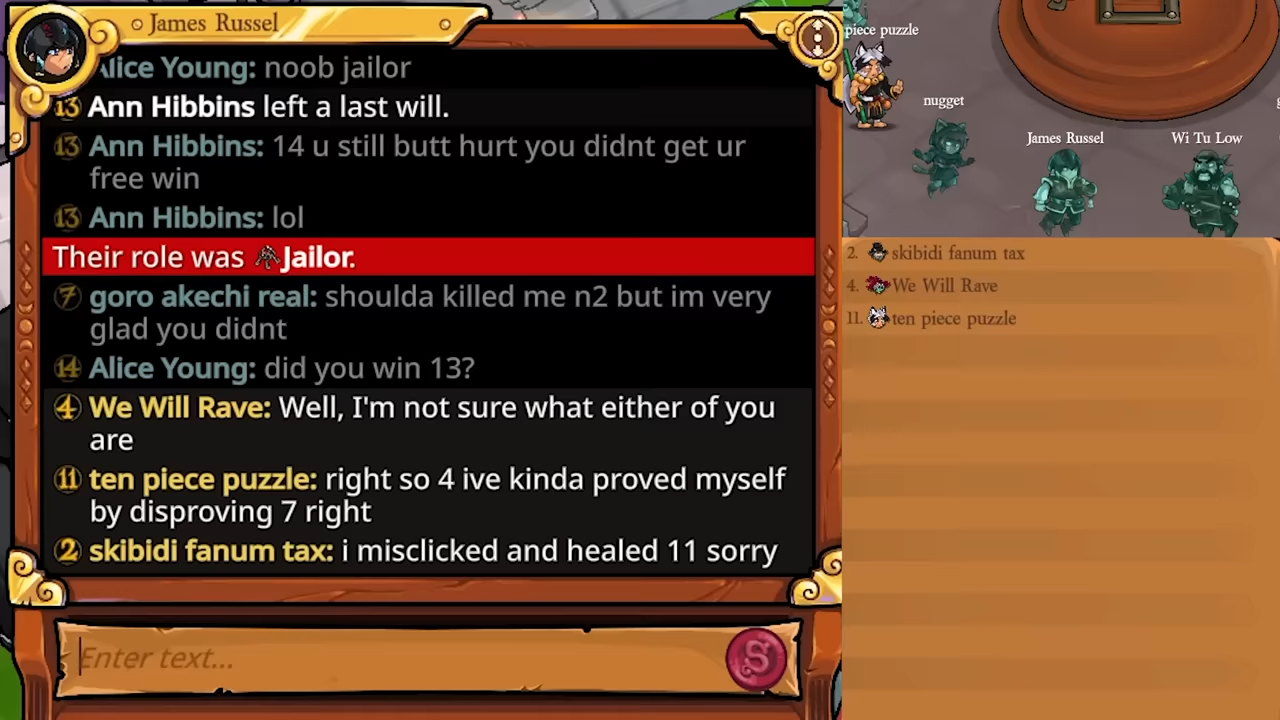 James Russel
Alice Young: noob jailor
13 Ann Hibbins left a last will.
13 Ann Hibbins: 14 u still butt hurt you didnt get ur
free win
13 Ann Hibbins: lol
Their role was Jailor.
7 goro akechi real: shoulda killed me n2 but im very
glad you didnt
14 Alice Young: did you win 13?
4 We Will Rave: Well, I'm not sure what either of you
are
11 ten piece puzzle: right so 4 ive kinda proved myself
by disproving 7 right
2 skibidi fanum tax: i misclicked and healed 11 sorry
Enter text...
S
piece puzzle
nugget
James Russel
Wi Tu Low
2. skibidi fanum tax
4. We Will Rave
11. ten piece puzzle